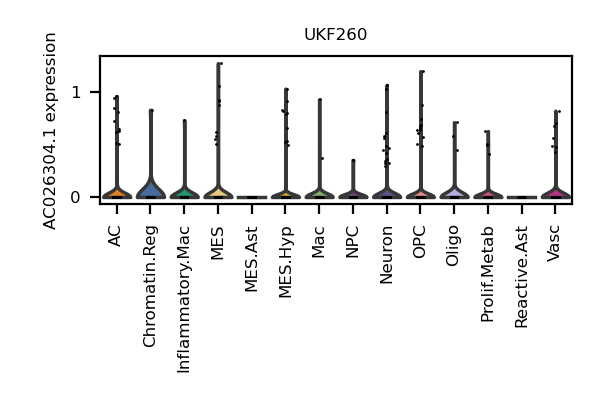 UKF260
AC026304.1 expression
1
0
AC
Chromatin.Reg
Inflammatory.Mac
MES
MES.Ast
MES.Hyp
Mac
NPC
Neuron
OPC
Oligo
Prolif.Metab
Reactive.Ast
Vasc